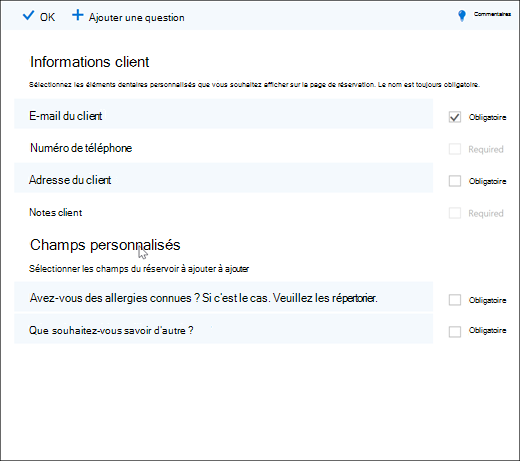 OK
Ajouter une question
Commentaires
Informations client
Sélectionnez les éléments dentaires personnalisés que vous souhaitez afficher sur la page de réservation. Le nom est toujours obligatoire.
E-mail du client
Obligatoire
Numéro de téléphone
Required
Adresse du client
Obligatoire
Notes client
Required
Champs personnalisés
Sélectionner les champs du réservoir à ajouter à ajouter
Avez-vous des allergies connues ? Si c'est le cas. Veuillez les répertorier.
Obligatoire
Que souhaitez-vous savoir d'autre ?
Obligatoire